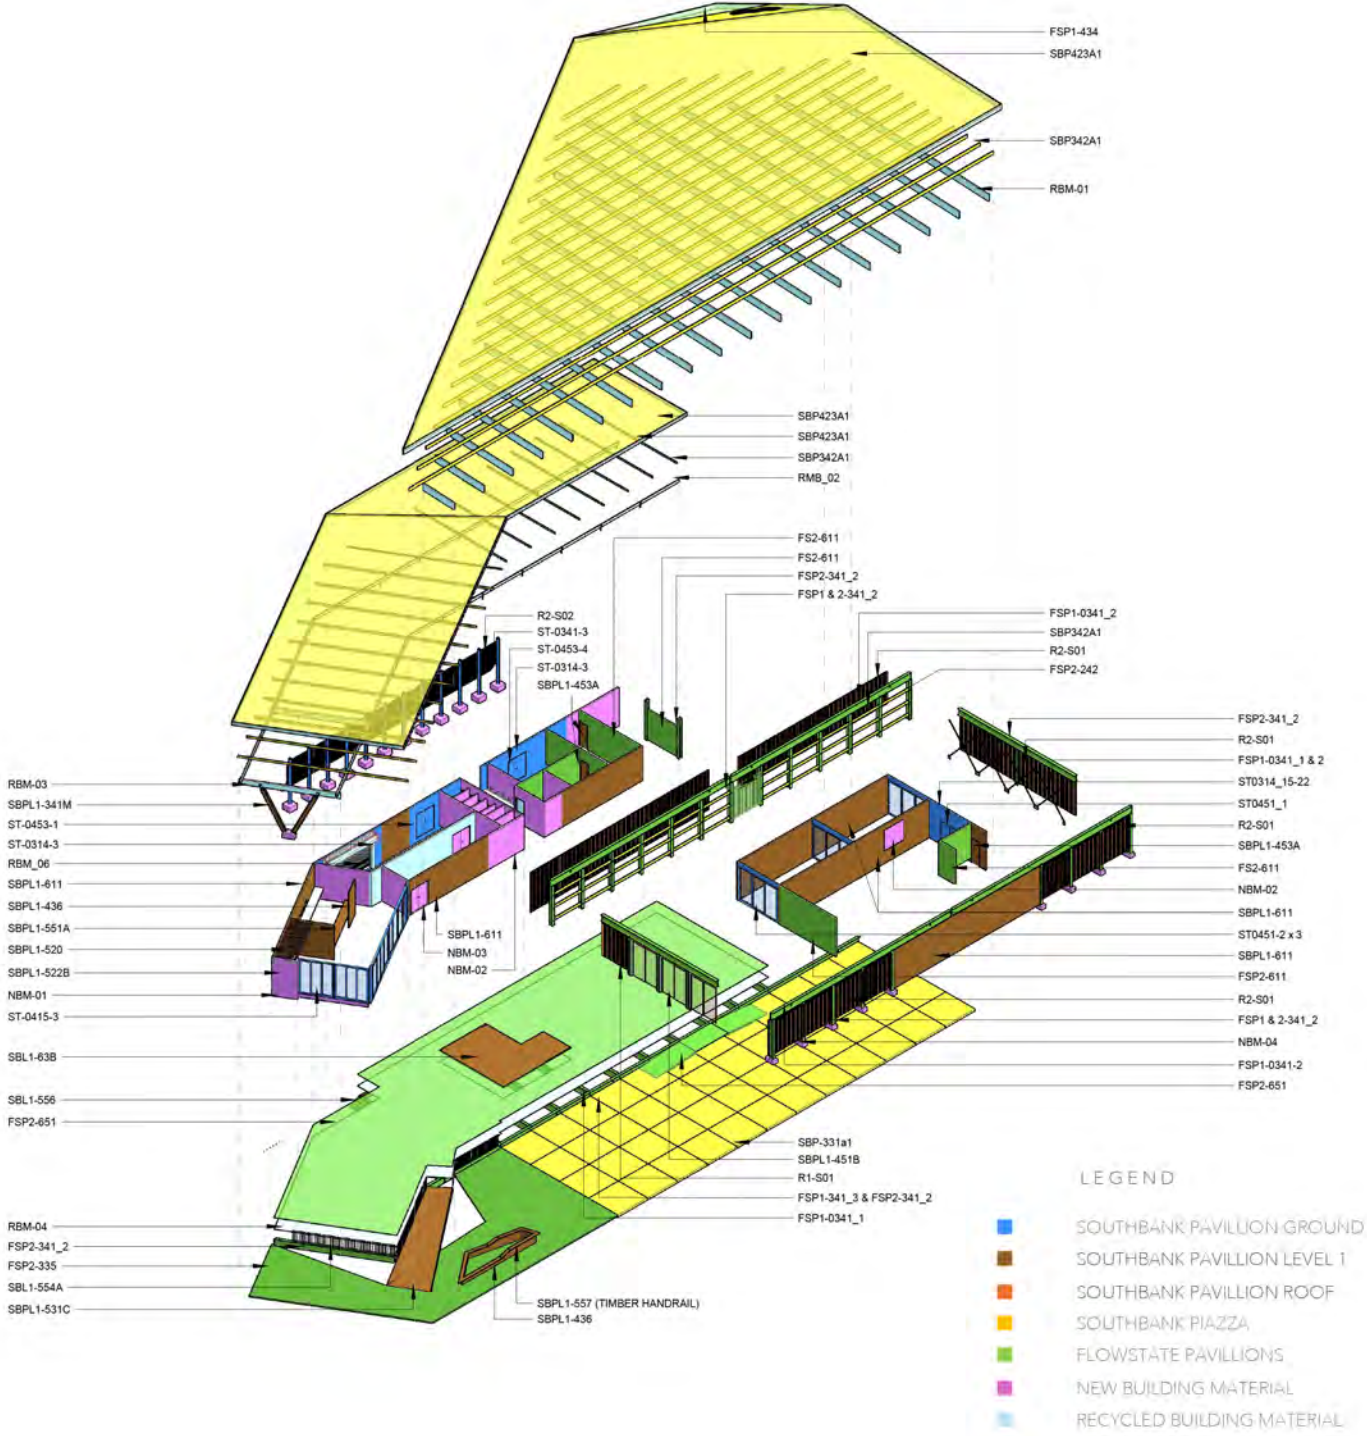 FSP1-434
SBP423A1
SBP342A1
RBM-01
SBP423A1
SBP423A1
SBP342A1
RMB_02
FS2-611
FS2-611
FSP2-341_2
FSP1 & 2-341_2
R2-S02
ST-0341-3
ST-0453-4
ST-0314-3
SBPL1-453A
FSP1-0341_2
SBP342A1
R2-S01
FSP2-242
FSP2-341_2
R2-S01
FSP1-0341_1 & 2
ST0314_15-22
ST0451_1
R2-S01
SBPL1-453A
FS2-611
NBM-02
SBPL1-611
ST0451-2 x 3
SBPL1-611
FSP2-611
R2-S01
FSP1 & 2-341_2
NBM-04
FSP1-0341-2
FSP2-651
RBM-03
SBPL1-341M
ST-0453-1
ST-0314-3
RBM_06
SBPL1-611
SBPL1-436
SBPL1-551A
SBPL1-520
SBPL1-522B
NBM-01
ST-0415-3
SBPL1-611
NBM-03
NBM-02
SBL1-63B
SBL1-556
FSP2-651
SBP-331a1
SBPL1-451B
R1-S01
FSP1-341_3 & FSP2-341_2
FSP1-0341_1
RBM-04
FSP2-341_2
FSP2-335
SBL1-554A
SBPL1-531C
SBPL1-557 (TIMBER HANDRAIL)
SBPL1-436
LEGEND
SOUTHBANK PAVILLION GROUND
SOUTHBANK PAVILLION LEVEL 1
SOUTHBANK PAVILLION ROOF
SOUTHBANK PIAZZA
FLOWSTATE PAVILLIONS
NEW BUILDING MATERIAL
RECYCLED BUILDING MATERIAL